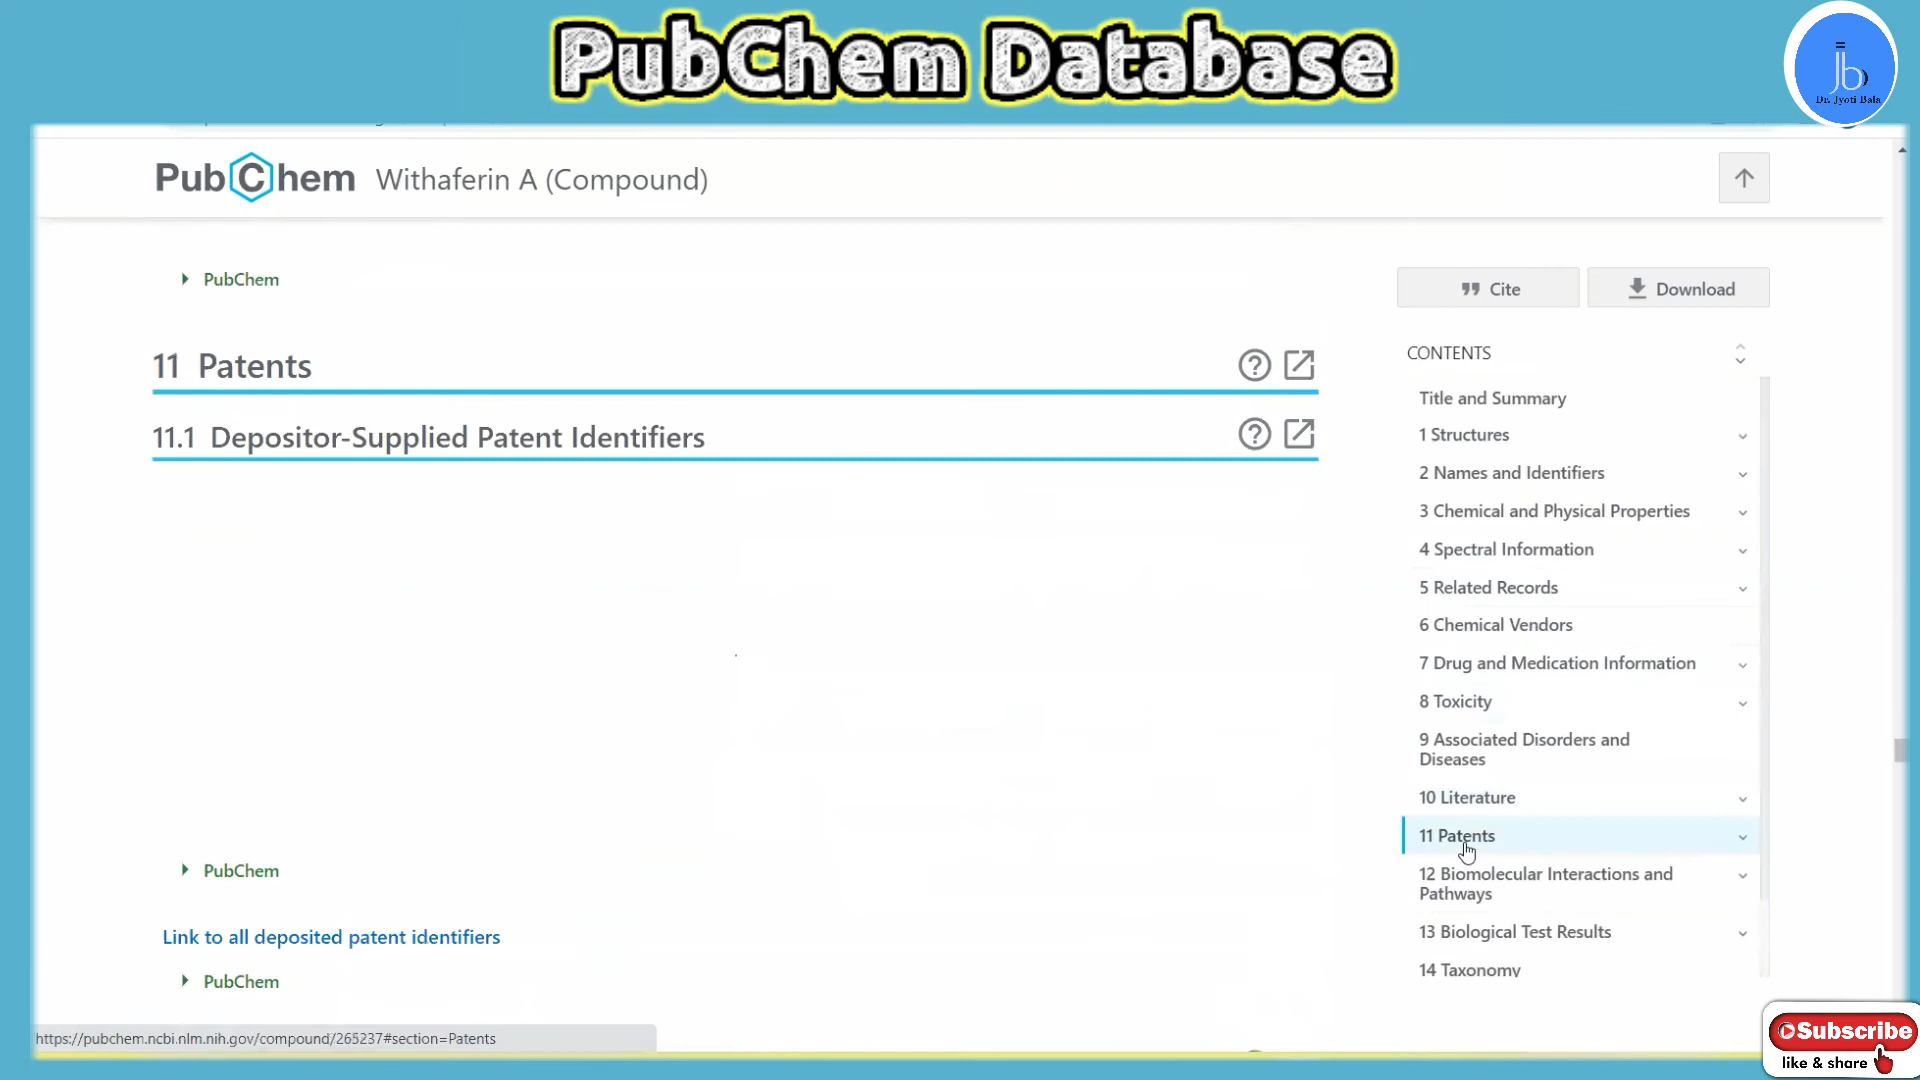 PubChem Database
jb
Dr. Jyoti Bala
PubChem Withaferin A (Compound)
PubChem
Cite
Download
11 Patents
11.1 Depositor-Supplied Patent Identifiers
CONTENTS
Title and Summary
1 Structures
2 Names and Identifiers
3 Chemical and Physical Properties
4 Spectral Information
5 Related Records
6 Chemical Vendors
7 Drug and Medication Information
8 Toxicity
9 Associated Disorders and
Diseases
10 Literature
11 Patents
12 Biomolecular Interactions and
Pathways
13 Biological Test Results
14 Taxonomy
PubChem
Link to all deposited patent identifiers
PubChem
https://pubchem.ncbi.nlm.nih.gov/compound/265237#section=Patents
Subscribe
like & share